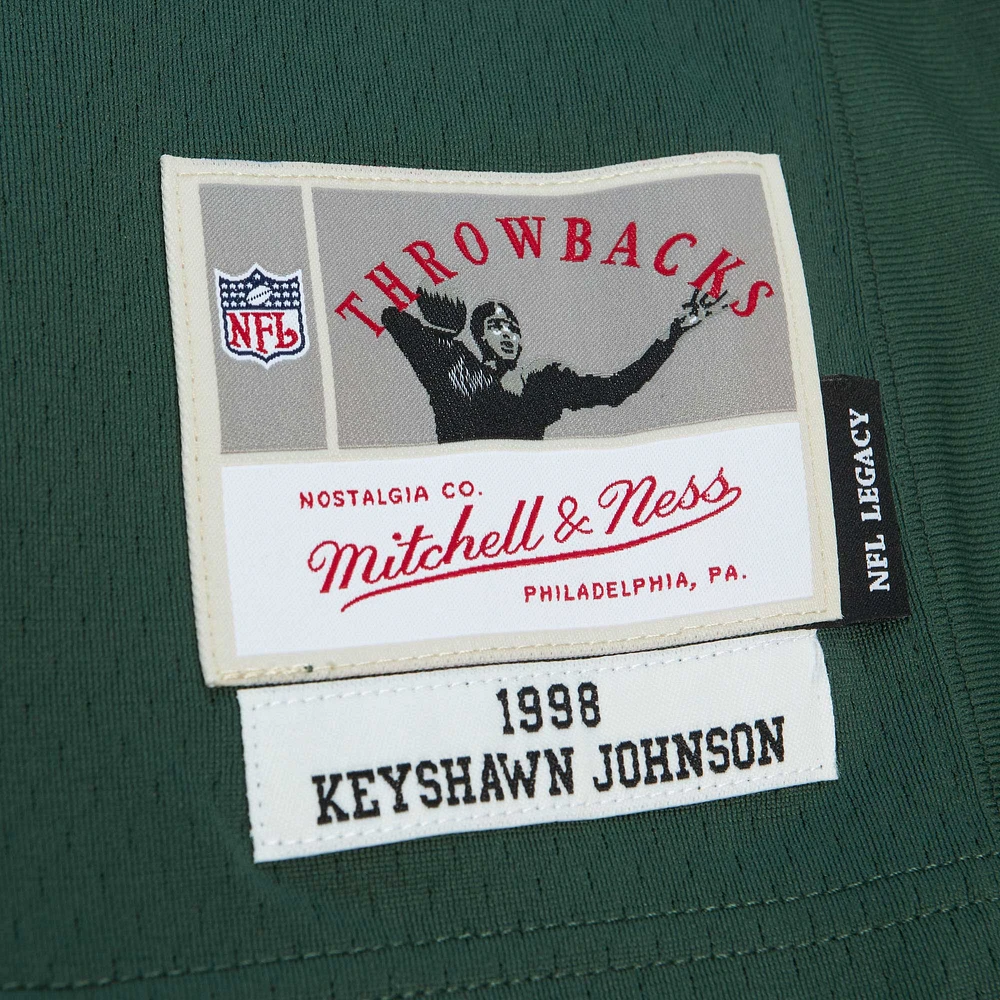 THROWBACKS
NFL
NOSTALGIA CO.
Mitchell & Ness
PHILADELPHIA, PA.
NFL LEGACY
1998
KEYSHAWN JOHNSON